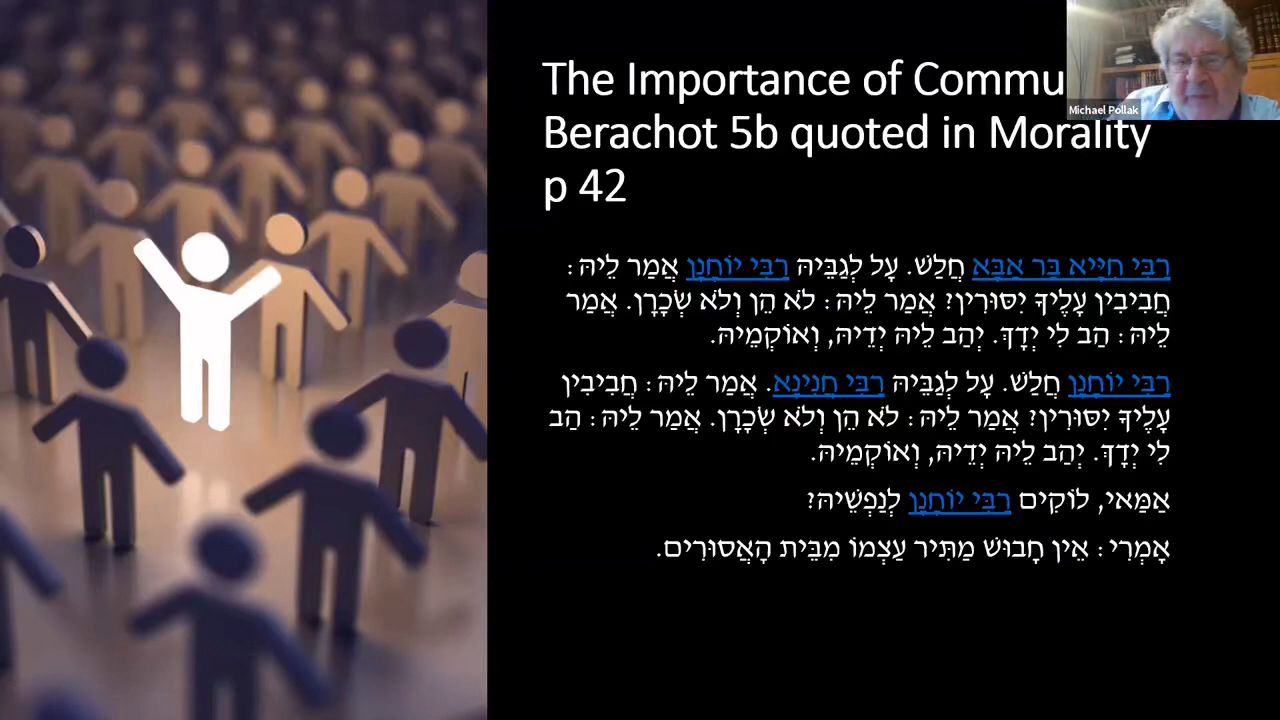 The Importance of Commu
Berachot 5b quoted in Morality
p 42
Michael Pollak
רַבִּי חִיָּיא בַּר אַבָּא חֲלַשׁ. עָל לְגַבֵּיהּ רַבִּי יוֹחָנָן אֲמַר לֵיהּ:
חֲבִיבִין עָלֶיךָ יִסּוּרִין? אֲמַר לֵיהּ: לֹא הֵן וְלֹא שְׂכָרָן. אֲמַר
לֵיהּ: הַב לִי יְדָךְ. יְהַב לֵיהּ יְדֵיהּ, וְאוֹקְמֵיהּ.
רַבִּי יוֹחָנָן חֲלַשׁ. עָל לְגַבֵּיהּ רַבִּי חֲנִינָא. אֲמַר לֵיהּ: חֲבִיבִין
עָלֶיךָ יִסּוּרִין? אֲמַר לֵיהּ: לֹא הֵן וְלֹא שְׂכָרָן. אֲמַר לֵיהּ: הַב
לִי יְדָךְ. יְהַב לֵיהּ יְדֵיהּ, וְאוֹקְמֵיהּ.
אַמַּאי, לוֹקִים רַבִּי יוֹחָנָן לְנַפְשֵׁיהּ?
אָמְרִי: אֵין חָבוּשׁ מַתִּיר עַצְמוֹ מִבֵּית הָאֲסוּרִים.